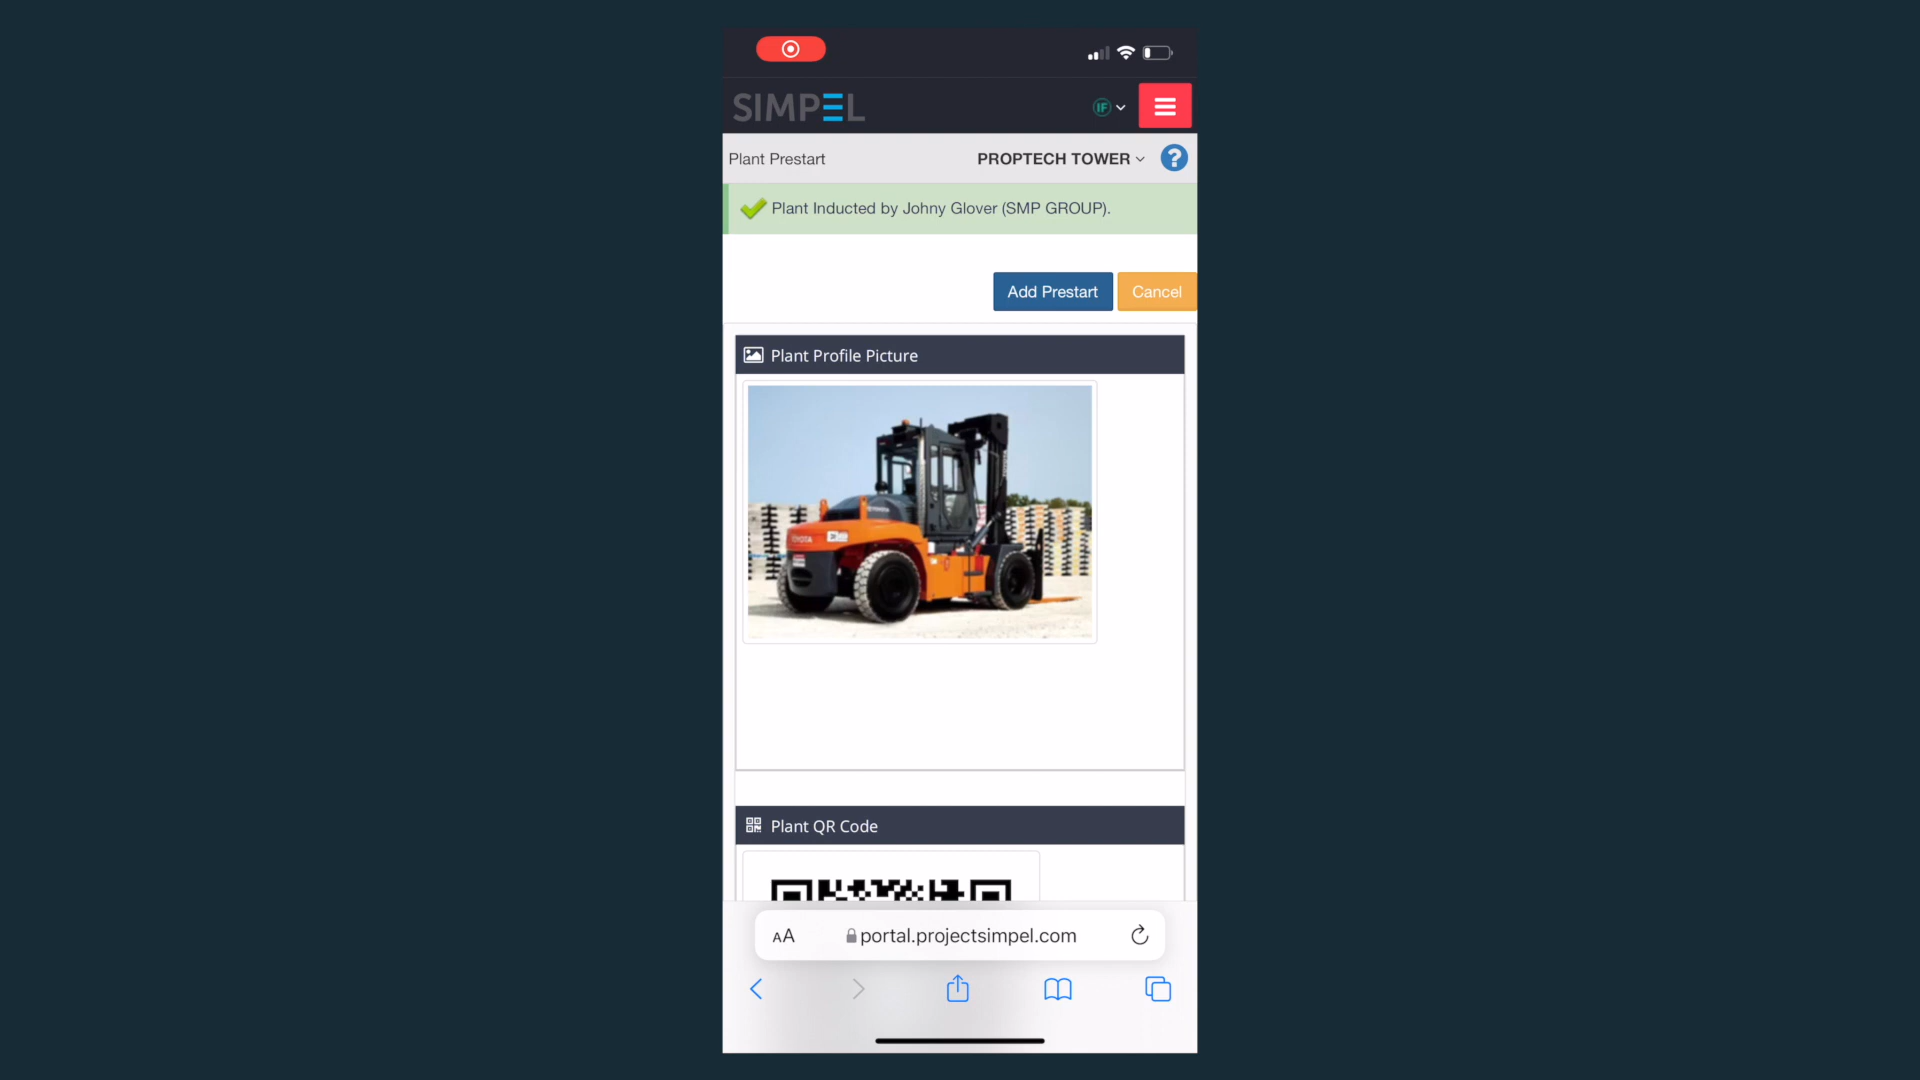 SIMPEL
IF
Plant Prestart
PROPTECH TOWER
?
Plant Inducted by Johny Glover (SMP GROUP).
Add Prestart
Cancel
Plant Profile Picture
TOYOTA
Plant QR Code
AA
portal.projectsimpel.com